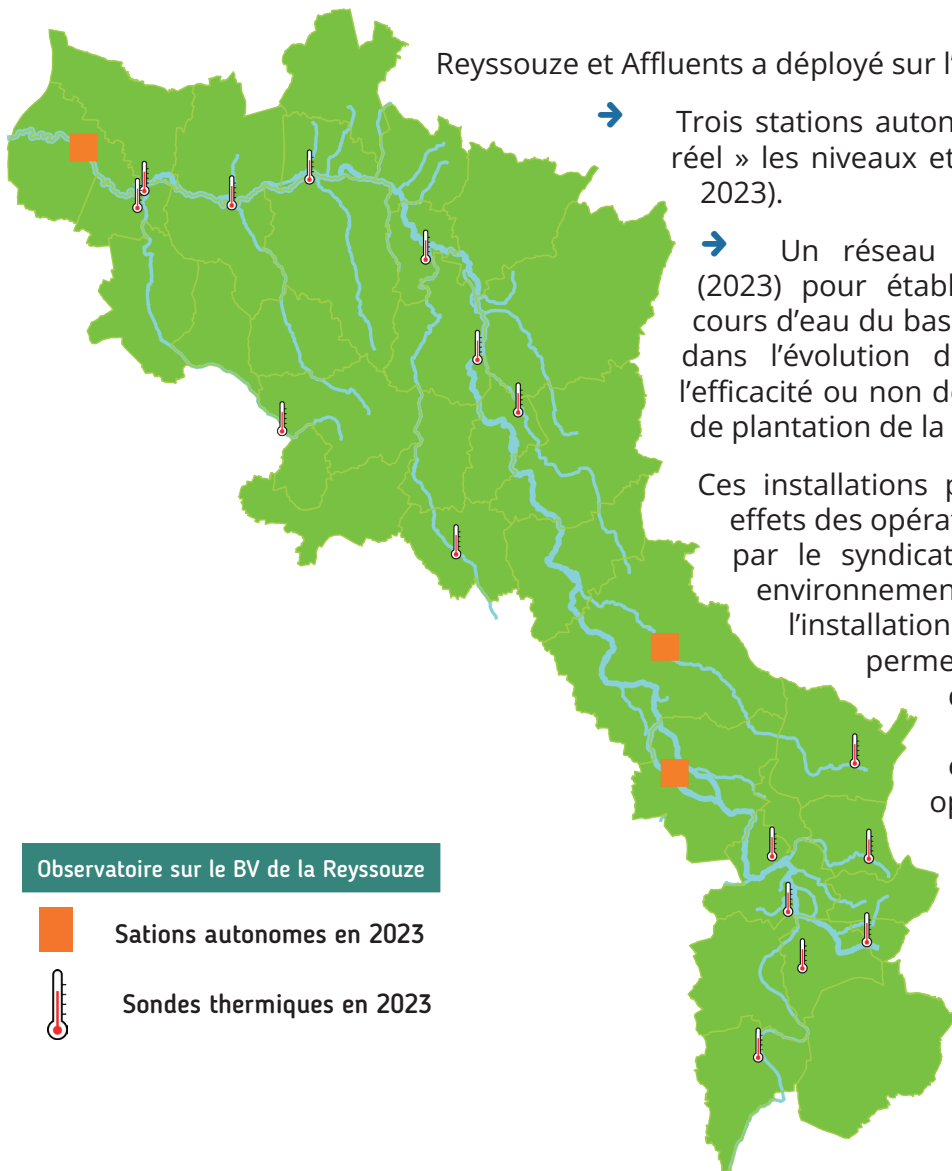 Reyssouze et Affluents a déployé sur l'
→ Trois stations auton
réel » les niveaux et
2023).
→ Un réseau
(2023) pour établ
cours d'eau du bas
dans l'évolution d
l'efficacité ou non d
de plantation de la
Ces installations p
effets des opérat
par le syndicat
environnemen
l'installation
perme
op
Observatoire sur le BV de la Reyssouze
Sations autonomes en 2023
Sondes thermiques en 2023